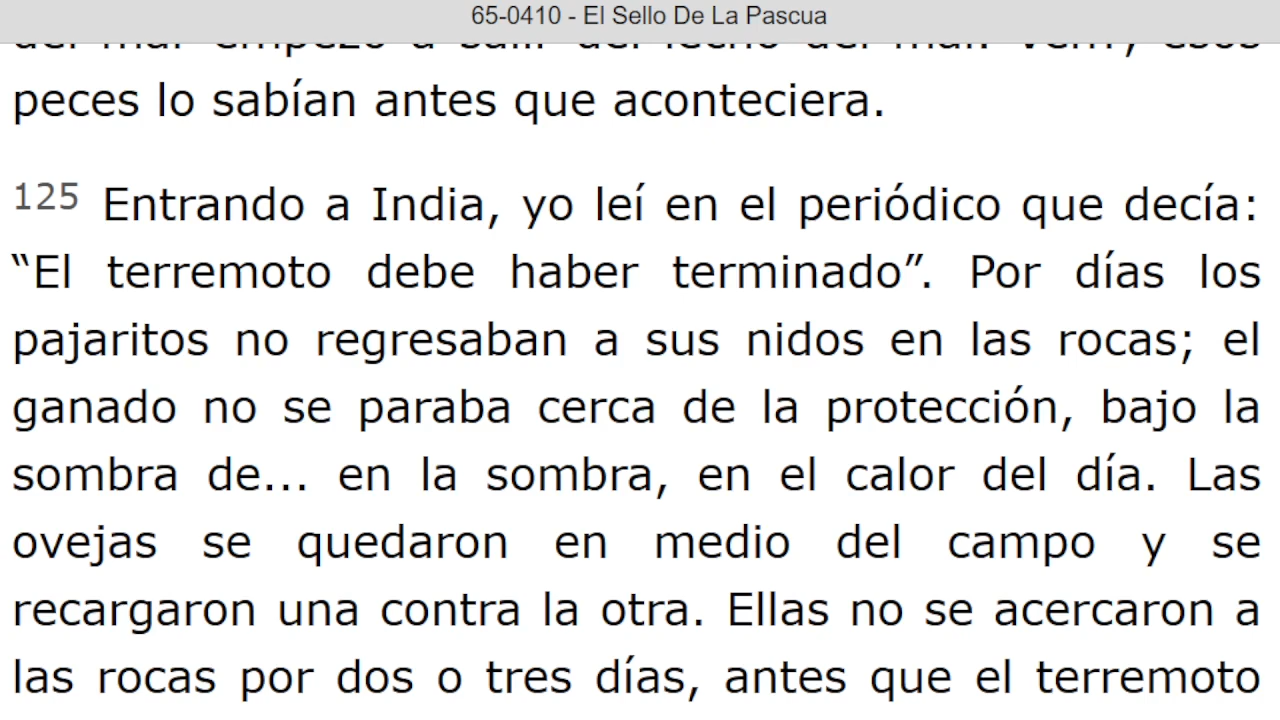 65-0410 - El Sello De La Pascua
peces lo sabían antes que aconteciera.
125 Entrando a India, yo leí en el periódico que decía:
“El terremoto debe haber terminado”. Por días los
pajaritos no regresaban a sus nidos en las rocas; el
ganado no se paraba cerca de la protección, bajo la
sombra de... en la sombra, en el calor del día. Las
ovejas se quedaron en medio del campo y se
recargaron una contra la otra. Ellas no se acercaron a
las rocas por dos o tres días, antes que el terremoto